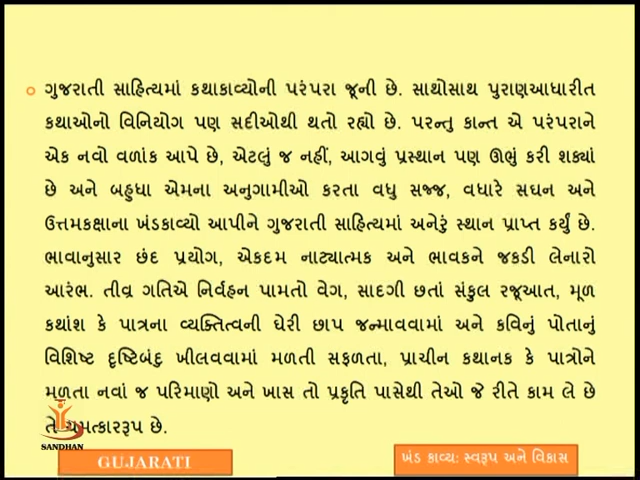 ગુજરાતી સાહિત્યમાં કથાકાવ્યોની પરંપરા જૂની છે. સાથોસાથ પુરાણઆધારીત
કથાઓનો વિનિયોગ પણ સદીઓથી થતો રહ્યો છે. પરન્તુ કાન્ત એ પરંપરાને
એક નવો વળાંક આપે છે, એટલું જ નહીં, આગવું પ્રસ્થાન પણ ઊભું કરી શક્યાં
છે અને બહુધા એમના અનુગામીઓ કરતા વધુ સજ્જ, વધારે સઘન અને
ઉત્તમકક્ષાના ખંડકાવ્યો આપીને ગુજરાતી સાહિત્યમાં અનેરું સ્થાન પ્રાપ્ત કર્યું છે.
ભાવાનુસાર છંદ પ્રયોગ, એકદમ નાટ્યાત્મક અને ભાવકને જકડી લેનારો
આરંભ. તીવ્ર ગતિએ નિર્વહન પામતો વેગ, સાદગી છતાં સંકુલ રજૂઆત, મૂળ
કથાંશ કે પાત્રના વ્યક્તિત્વની ઘેરી છાપ જન્માવવામાં અને કવિનું પોતાનું
વિશિષ્ટ દૃષ્ટિબંદુ ખીલવવામાં મળતી સફળતા, પ્રાચીન કથાનક કે પાત્રોને
મળતા નવાં જ પરિમાણો અને ખાસ તો પ્રકૃતિ પાસેથી તેઓ જે રીતે કામ લે છે
તે ચમત્કારરૂપ છે.
SANDHAN
GUJARATI
ખંડ કાવ્ય: સ્વરૂપ અને વિકાસ